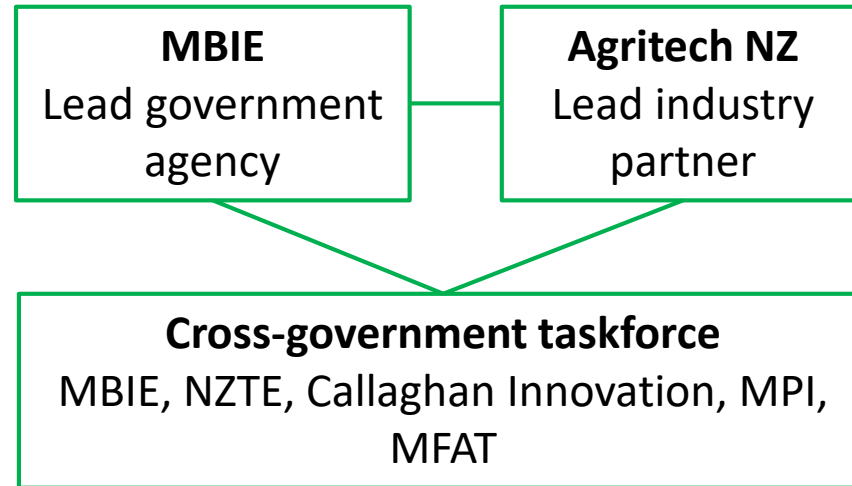 MBIE
Lead government
agency
Agritech NZ
Lead industry
partner
Cross-government taskforce
MBIE, NZTE, Callaghan Innovation, MPI,
MFAT